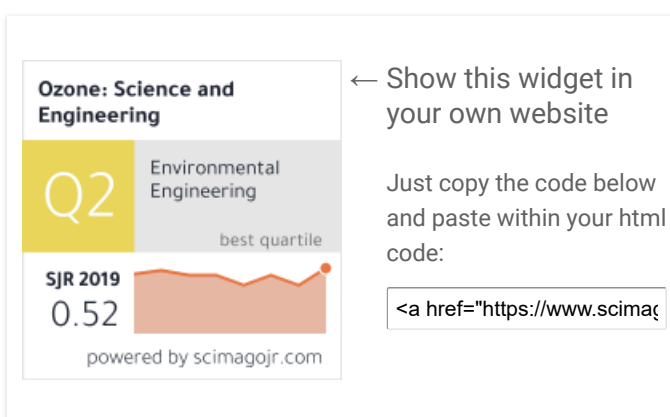 Ozone: Science and
Engineering
Q2
Environmental
Engineering
best quartile
SJR 2019
0.52
powered by scimagojr.com
← Show this widget in
your own website
Just copy the code below
and paste within your html
code:
<a href="https://www.scimag